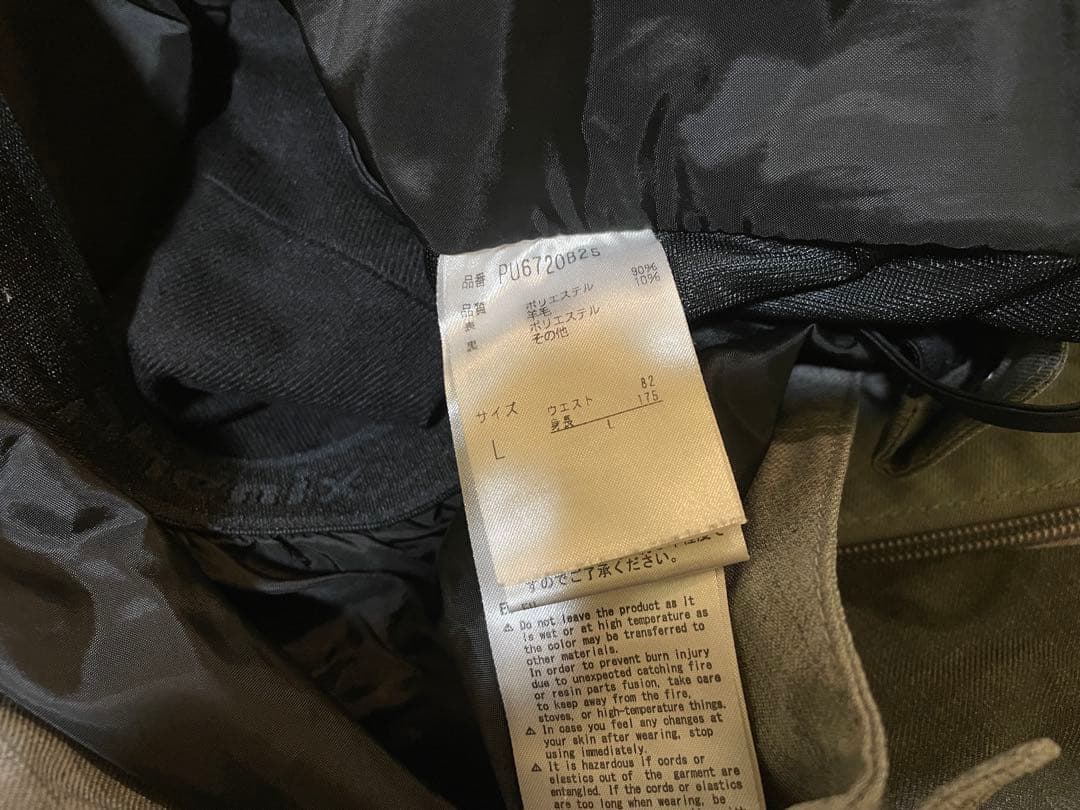 品番 PU6720B25
品質
表 ポリエステル 90%
羊毛 10%
裏 ポリエステル
その他
サイズ ウエスト 82
身長 175
L L
すのでご了承ください。
⚠ Do not leave the product as it
is wet or at high temperature as
the color may be transferred to
other materials.
In order to prevent burn injury
due to unexpected catching fire
or resin parts fusion, take care
to keep away from the fire,
stoves, or high-temperature things.
⚠ In case you feel any changes at
your skin after wearing, stop
using immediately.
⚠ It is hazardous if cords or
elastics out of the garment are
entangled. If the cords or elastics
are too long when wearing, be